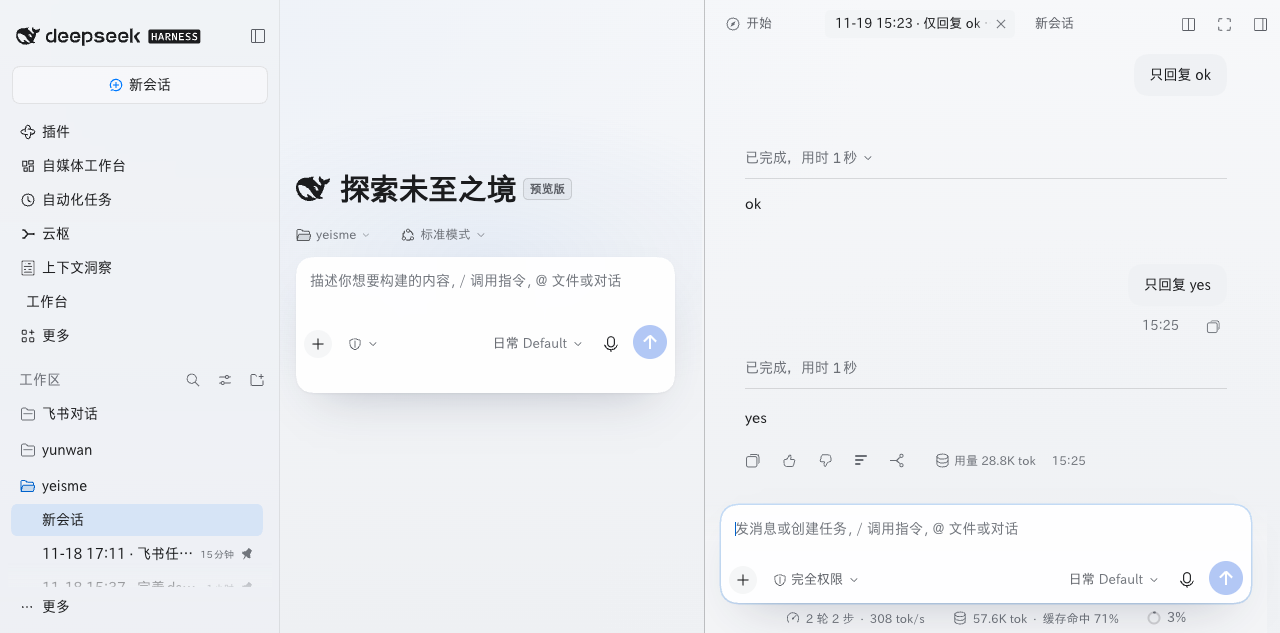 deepseek HARNESS
新会话
插件
自媒体工作台
自动化任务
云枢
上下文洞察
工作台
更多
工作区
飞书对话
yunwan
yeisme
新会话
11-18 17:11 · 飞书任… 15分钟
更多
探索未至之境 预览版
yeisme 标准模式
描述你想要构建的内容, / 调用指令, @ 文件或对话
日常 Default
开始 11-19 15:23 · 仅回复 ok 新会话
只回复 ok
已完成，用时 1 秒
ok
只回复 yes
15:25
已完成，用时 1 秒
yes
用量 28.8K tok 15:25
发消息或创建任务, / 调用指令, @ 文件或对话
完全权限 日常 Default
2 轮 2 步 · 308 tok/s 57.6K tok · 缓存命中 71% 3%